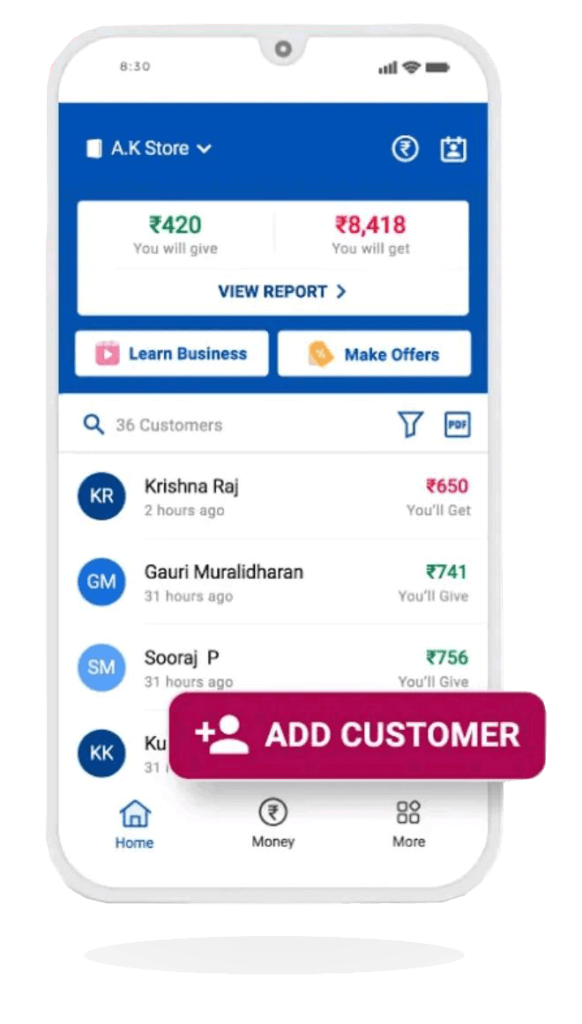 8:30
A.K Store
₹420 ₹8,418
You will give You will get
VIEW REPORT
Learn Business Make Offers
36 Customers PDF
KR Krishna Raj ₹650
2 hours ago You'll Get
GM Gauri Muralidharan ₹741
31 hours ago You'll Give
SM Sooraj P ₹756
31 hours ago You'll Give
KK Ku
31
ADD CUSTOMER
Home Money More